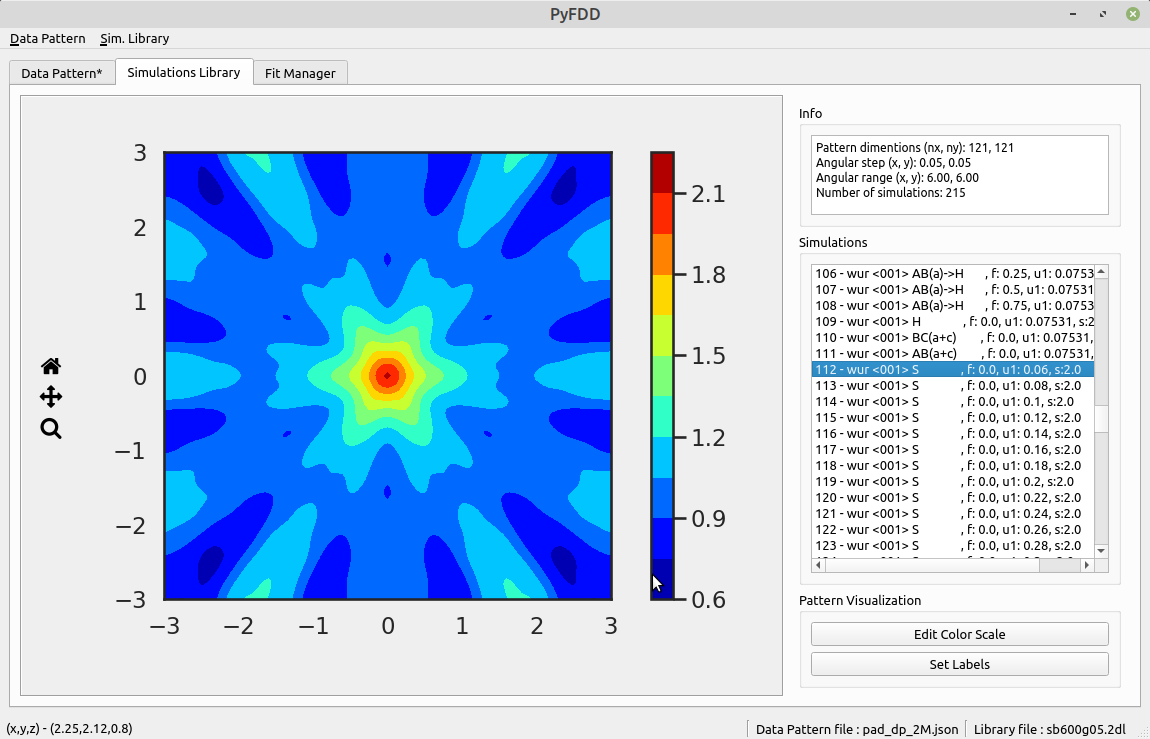 PyFDD
Data Pattern Sim. Library
Data Pattern* Simulations Library Fit Manager
3
2
1
0
−1
−2
−3
−3 −2 −1 0 1 2 3
2.1
1.8
1.5
1.2
0.9
0.6
Info
Pattern dimentions (nx, ny): 121, 121
Angular step (x, y): 0.05, 0.05
Angular range (x, y): 6.00, 6.00
Number of simulations: 215
Simulations
106 - wur <001> AB(a)->H , f: 0.25, u1: 0.0753
107 - wur <001> AB(a)->H , f: 0.5, u1: 0.07531
108 - wur <001> AB(a)->H , f: 0.75, u1: 0.0753
109 - wur <001> H , f: 0.0, u1: 0.07531, s:2
110 - wur <001> BC(a+c) , f: 0.0, u1: 0.07531,
111 - wur <001> AB(a+c) , f: 0.0, u1: 0.07531,
112 - wur <001> S , f: 0.0, u1: 0.06, s:2.0
113 - wur <001> S , f: 0.0, u1: 0.08, s:2.0
114 - wur <001> S , f: 0.0, u1: 0.1, s:2.0
115 - wur <001> S , f: 0.0, u1: 0.12, s:2.0
116 - wur <001> S , f: 0.0, u1: 0.14, s:2.0
117 - wur <001> S , f: 0.0, u1: 0.16, s:2.0
118 - wur <001> S , f: 0.0, u1: 0.18, s:2.0
119 - wur <001> S , f: 0.0, u1: 0.2, s:2.0
120 - wur <001> S , f: 0.0, u1: 0.22, s:2.0
121 - wur <001> S , f: 0.0, u1: 0.24, s:2.0
122 - wur <001> S , f: 0.0, u1: 0.26, s:2.0
123 - wur <001> S , f: 0.0, u1: 0.28, s:2.0
Pattern Visualization
Edit Color Scale
Set Labels
(x,y,z) - (2.25,2.12,0.8)
Data Pattern file : pad_dp_2M.json Library file : sb600g05.2dl